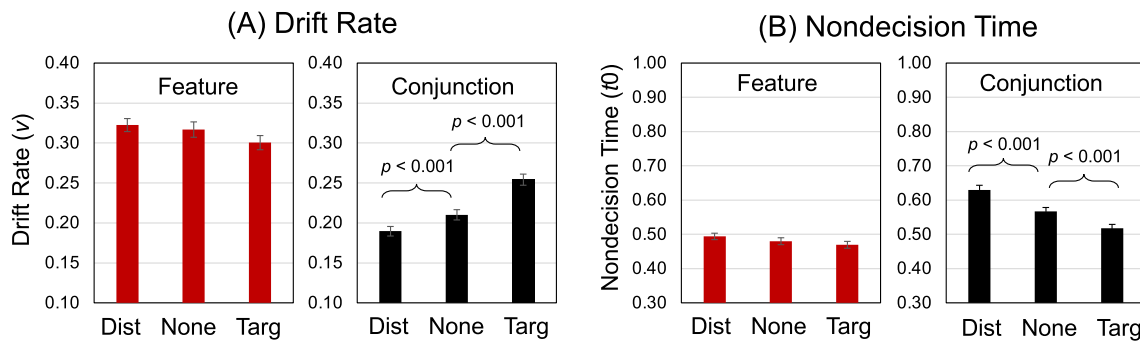 (A) Drift Rate
(B) Nondecision Time
Drift Rate (v)
0.40
0.35
0.30
0.25
0.20
0.15
0.10
Feature
Dist None Targ
0.40
0.35
0.30
0.25
0.20
0.15
0.10
Conjunction
p < 0.001
p < 0.001
Dist None Targ
Nondecision Time (t0)
1.00
0.90
0.80
0.70
0.60
0.50
0.40
0.30
Feature
Dist None Targ
1.00
0.90
0.80
0.70
0.60
0.50
0.40
0.30
Conjunction
p < 0.001
p < 0.001
Dist None Targ